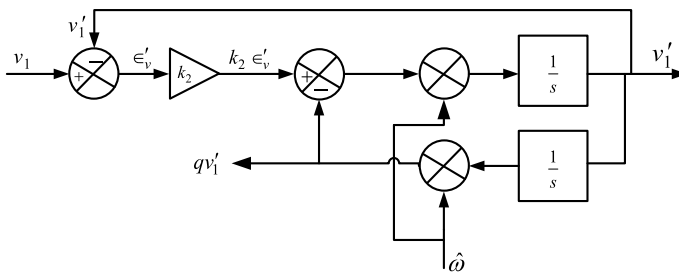 v₁′
v₁
−
+
∈′ᵥ
k₂
k₂ ∈′ᵥ
+
−
1/s
v₁′
qv₁′
1/s
ω̂